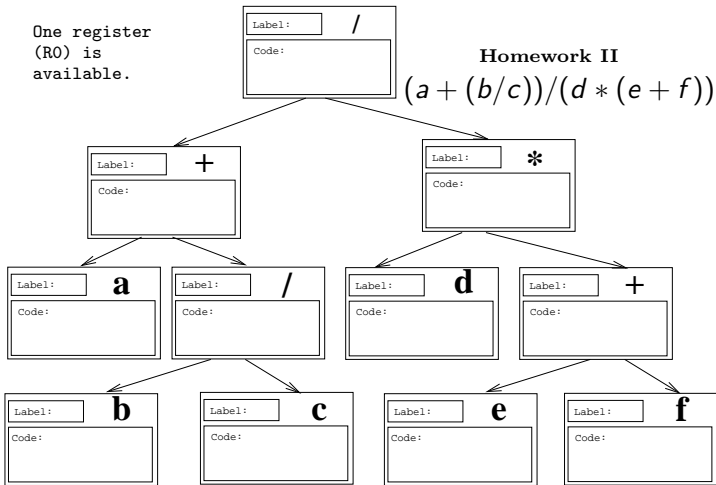 One register
(R0) is
available.
Label: /
Code:
Homework II
(a + (b/c))/(d ∗ (e + f))
Label: +
Code:
Label: *
Code:
Label: a
Code:
Label: /
Code:
Label: d
Code:
Label: +
Code:
Label: b
Code:
Label: c
Code:
Label: e
Code:
Label: f
Code: